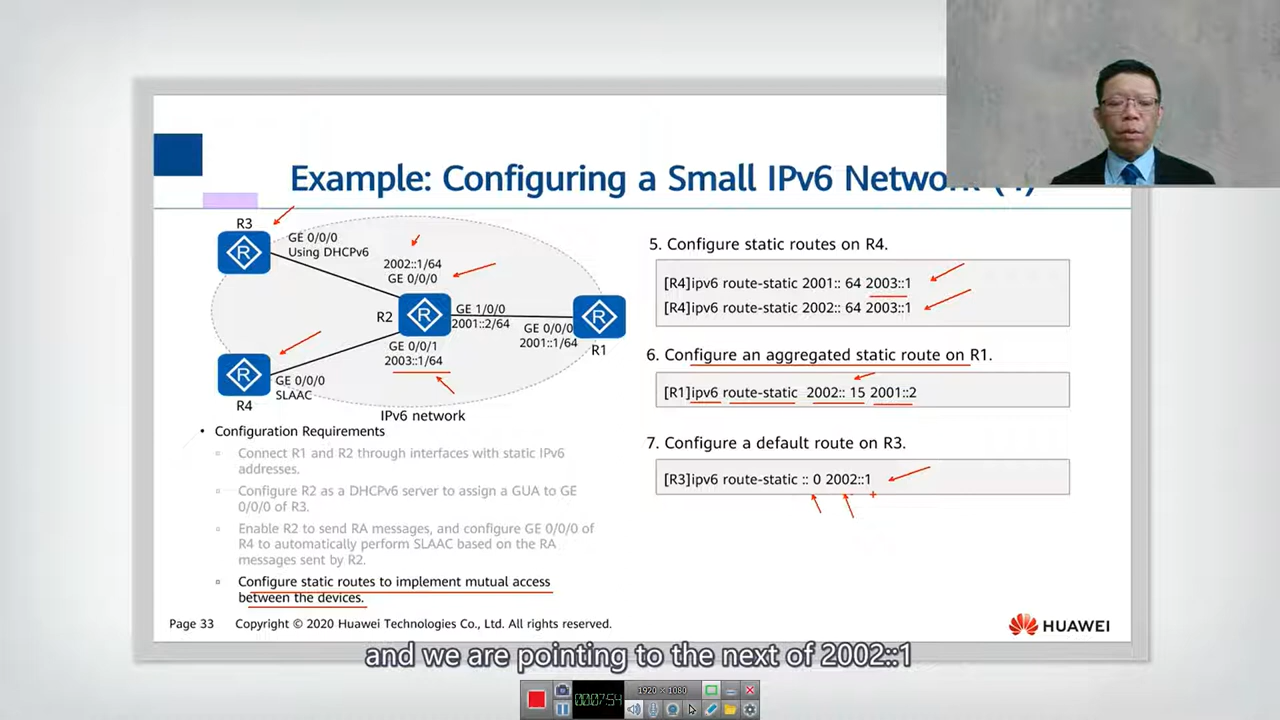 Example: Configuring a Small IPv6 Network (4)
R3
GE 0/0/0
Using DHCPv6
2002::1/64
GE 0/0/0
R2
GE 1/0/0
2001::2/64
GE 0/0/0
2001::1/64
R1
GE 0/0/1
2003::1/64
GE 0/0/0
SLAAC
R4
IPv6 network
• Configuration Requirements
Connect R1 and R2 through interfaces with static IPv6
addresses.
Configure R2 as a DHCPv6 server to assign a GUA to GE
0/0/0 of R3.
Enable R2 to send RA messages, and configure GE 0/0/0 of
R4 to automatically perform SLAAC based on the RA
messages sent by R2.
Configure static routes to implement mutual access
between the devices.
5. Configure static routes on R4.
[R4]ipv6 route-static 2001:: 64 2003::1
[R4]ipv6 route-static 2002:: 64 2003::1
6. Configure an aggregated static route on R1.
[R1]ipv6 route-static 2002:: 15 2001::2
7. Configure a default route on R3.
[R3]ipv6 route-static :: 0 2002::1
Page 33 Copyright © 2020 Huawei Technologies Co., Ltd. All rights reserved.
HUAWEI
and we are pointing to the next of 2002::1
1920 × 1080
000:07:54